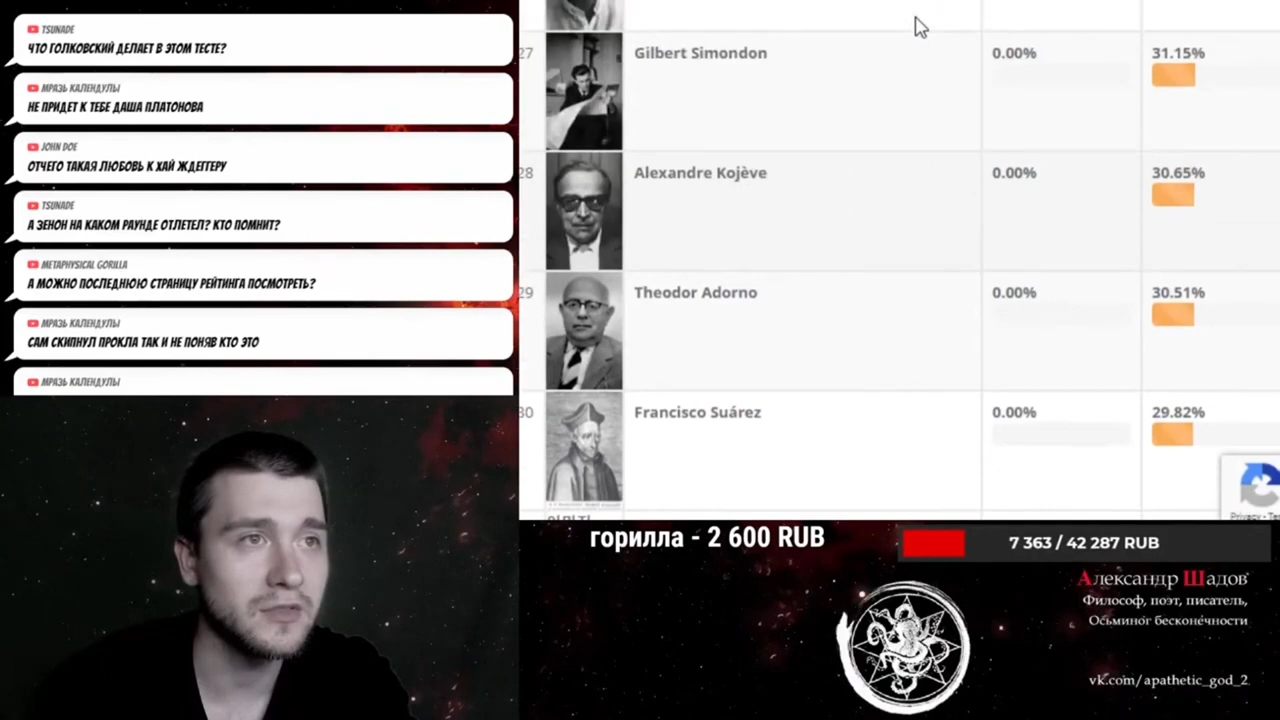 TSUNADE
ЧТО ГОЛКОВСКИЙ ДЕЛАЕТ В ЭТОМ ТЕСТЕ?
МРАЗЬ КАЛЕНДУЛЫ
НЕ ПРИДЕТ К ТЕБЕ ДАША ПЛАТОНОВА
JOHN DOE
ОТЧЕГО ТАКАЯ ЛЮБОВЬ К ХАЙ ЖДЕГГЕРУ
TSUNADE
А ЗЕНОН НА КАКОМ РАУНДЕ ОТЛЕТЕЛ? КТО ПОМНИТ?
METAPHYSICAL GORILLA
А МОЖНО ПОСЛЕДНЮЮ СТРАНИЦУ РЕЙТИНГА ПОСМОТРЕТЬ?
МРАЗЬ КАЛЕНДУЛЫ
САМ СКИПНУЛ ПРОКЛА ТАК И НЕ ПОНЯВ КТО ЭТО
МРАЗЬ КАЛЕНДУЛЫ
27 Gilbert Simondon 0.00% 31.15%
28 Alexandre Kojève 0.00% 30.65%
29 Theodor Adorno 0.00% 30.51%
30 Francisco Suárez 0.00% 29.82%
горилла - 2 600 RUB
7 363 / 42 287 RUB
Александр Шадов
Философ, поэт, писатель,
Осьминог бесконечности
vk.com/apathetic_god_2